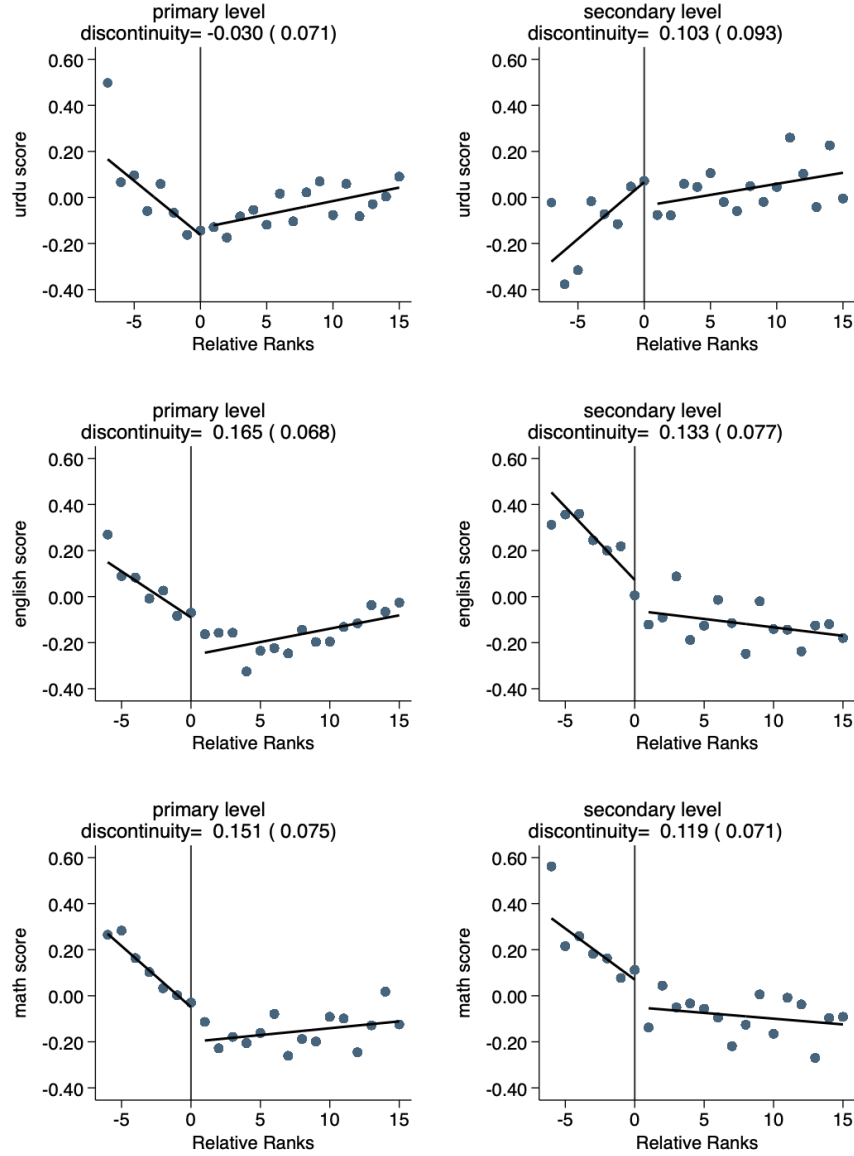 primary level
discontinuity= -0.030 ( 0.071)
0.60
0.40
0.20
0.00
-0.20
-0.40
urdu score
-5 0 5 10 15
Relative Ranks
secondary level
discontinuity= 0.103 ( 0.093)
0.60
0.40
0.20
0.00
-0.20
-0.40
urdu score
-5 0 5 10 15
Relative Ranks
primary level
discontinuity= 0.165 ( 0.068)
0.60
0.40
0.20
0.00
-0.20
-0.40
english score
-5 0 5 10 15
Relative Ranks
secondary level
discontinuity= 0.133 ( 0.077)
0.60
0.40
0.20
0.00
-0.20
-0.40
english score
-5 0 5 10 15
Relative Ranks
primary level
discontinuity= 0.151 ( 0.075)
0.60
0.40
0.20
0.00
-0.20
-0.40
math score
-5 0 5 10 15
Relative Ranks
secondary level
discontinuity= 0.119 ( 0.071)
0.60
0.40
0.20
0.00
-0.20
-0.40
math score
-5 0 5 10 15
Relative Ranks